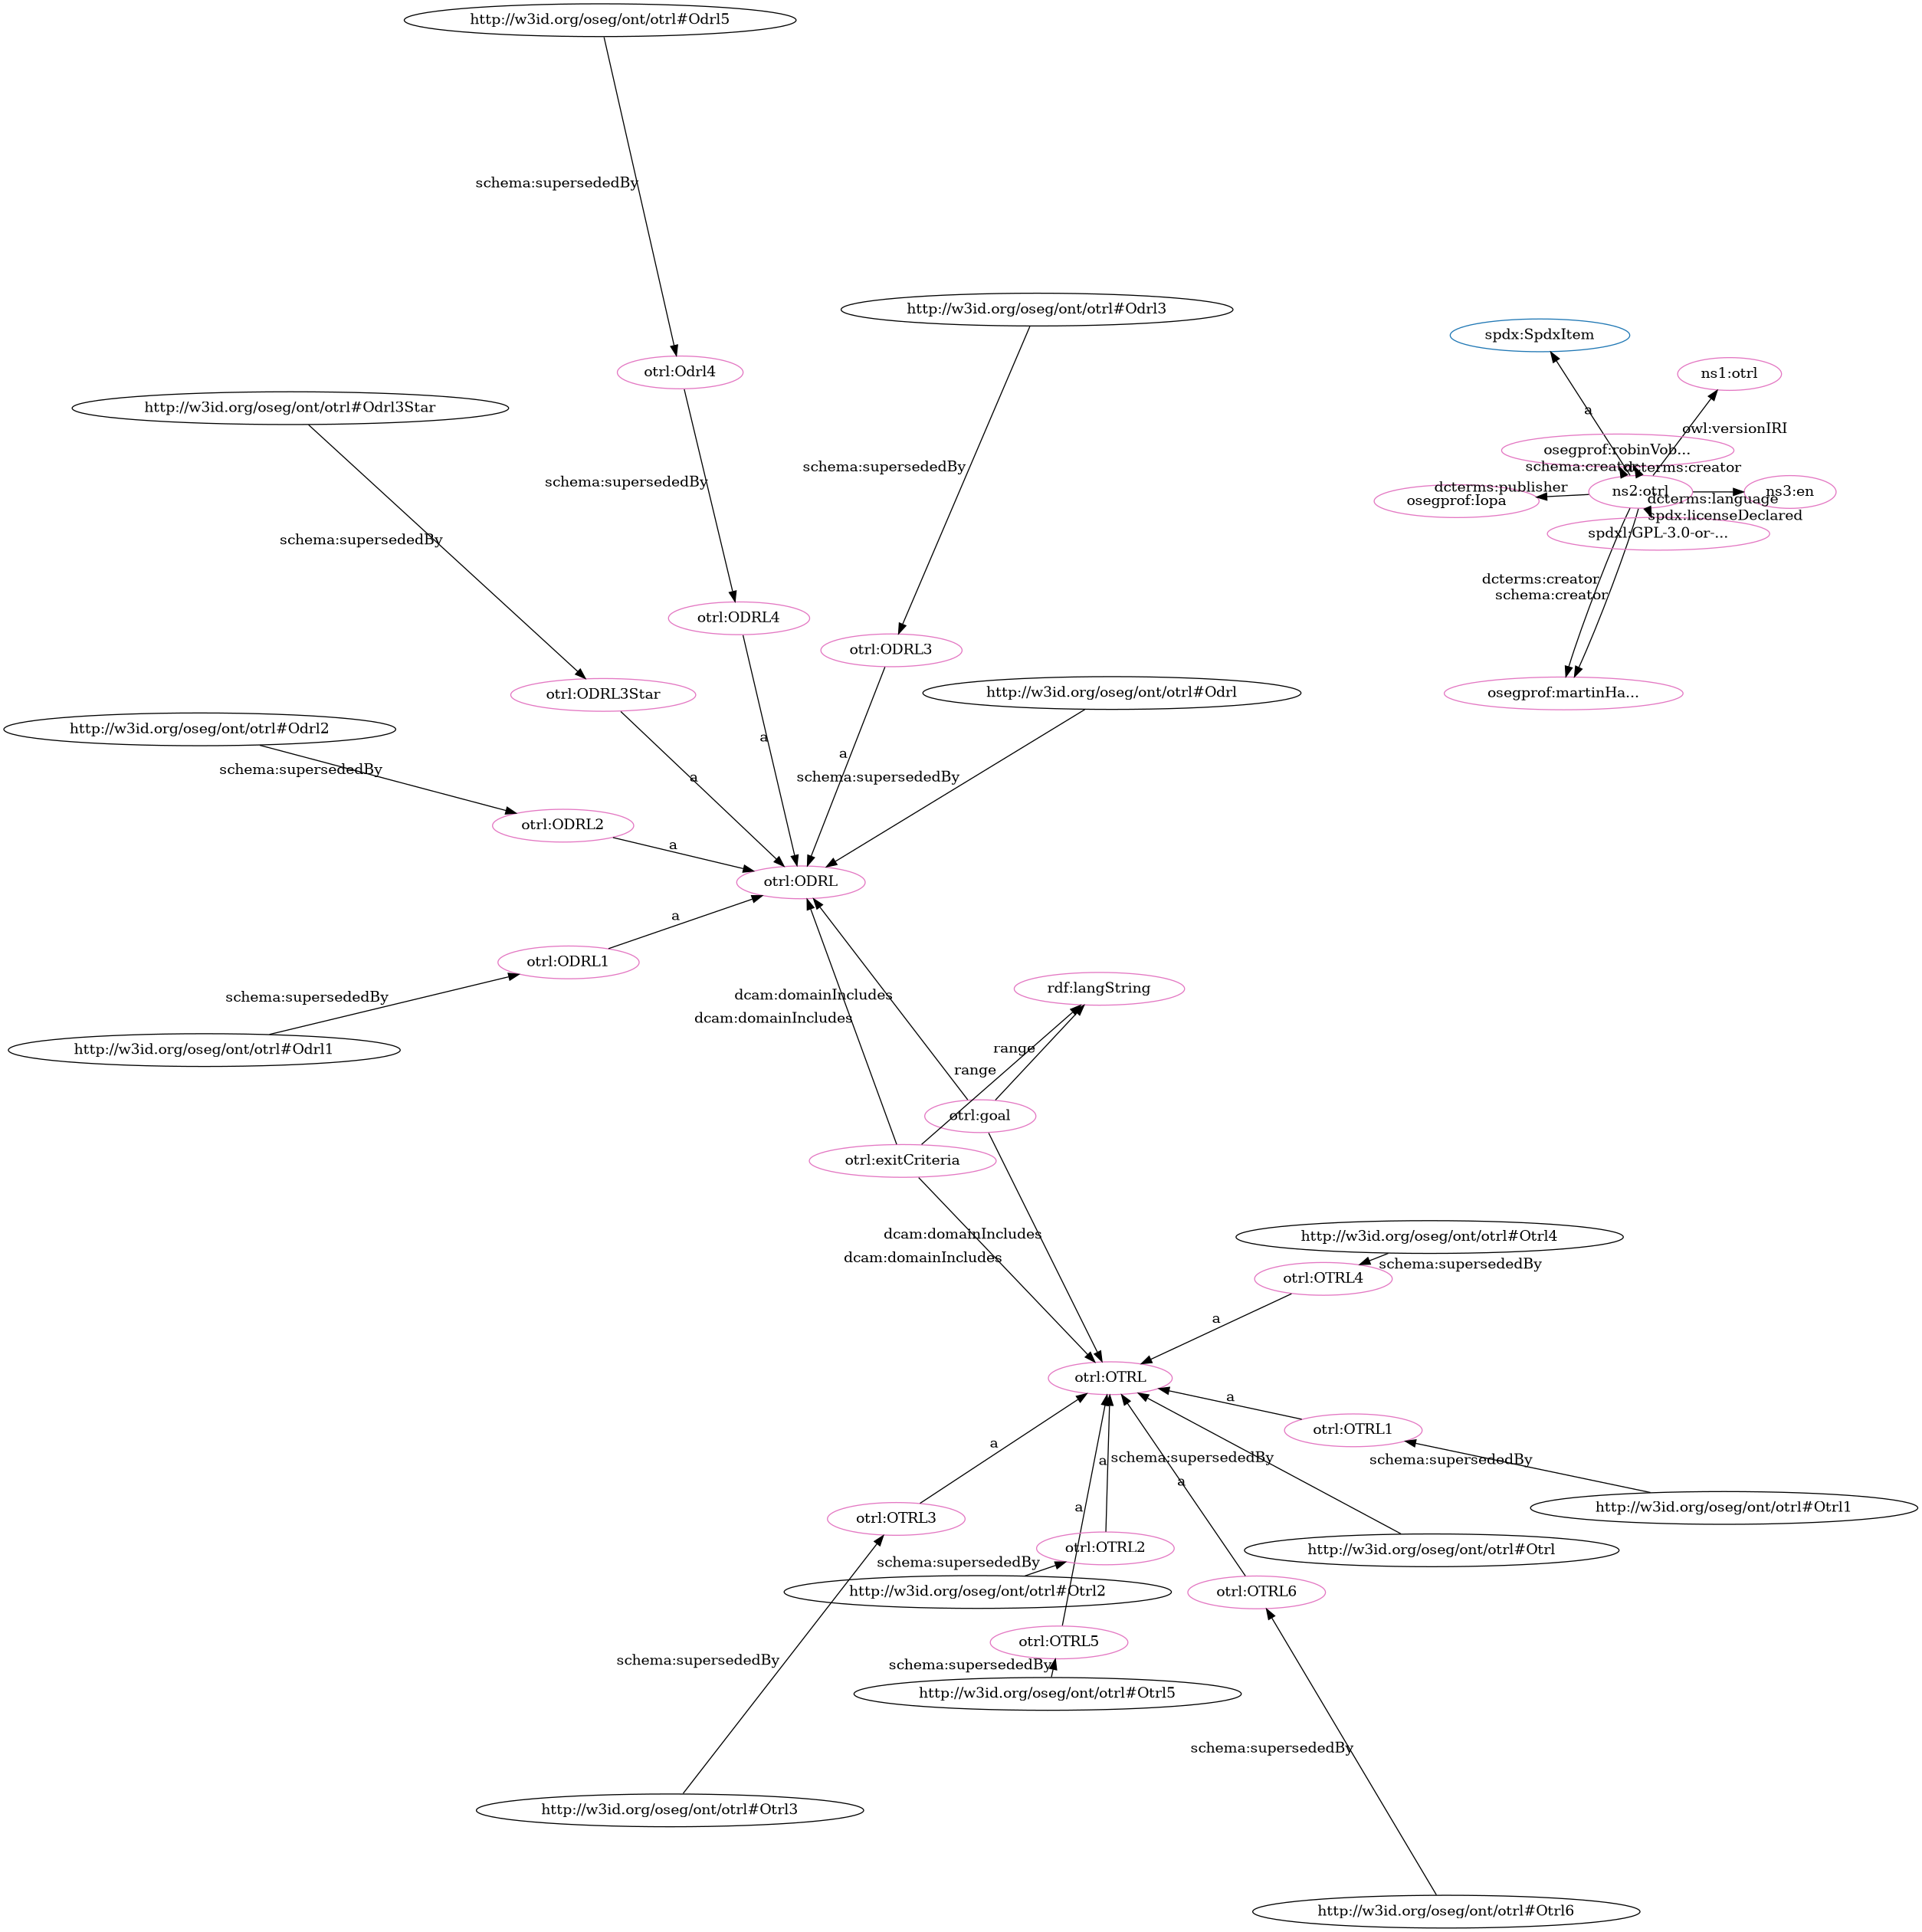 http://w3id.org/oseg/ont/otrl#Odrl5
schema:supersededBy
http://w3id.org/oseg/ont/otrl#Odrl3
spdx:SpdxItem
otrl:Odrl4
ns1:otrl
http://w3id.org/oseg/ont/otrl#Odrl3Star
a
owl:versionIRI
osegprof:robinVob...
schema:creator
dcterms:creator
schema:supersededBy
schema:supersededBy
dcterms:publisher
ns2:otrl
ns3:en
osegprof:Iopa
dcterms:language
spdx:licenseDeclared
spdxl:GPL-3.0-or-...
schema:supersededBy
dcterms:creator
schema:creator
otrl:ODRL4
otrl:ODRL3
otrl:ODRL3Star
http://w3id.org/oseg/ont/otrl#Odrl
osegprof:martinHa...
http://w3id.org/oseg/ont/otrl#Odrl2
a
a
schema:supersededBy
a
schema:supersededBy
otrl:ODRL2
a
otrl:ODRL
a
otrl:ODRL1
rdf:langString
schema:supersededBy
dcam:domainIncludes
dcam:domainIncludes
http://w3id.org/oseg/ont/otrl#Odrl1
range
range
otrl:goal
otrl:exitCriteria
dcam:domainIncludes
http://w3id.org/oseg/ont/otrl#Otrl4
dcam:domainIncludes
schema:supersededBy
otrl:OTRL4
a
otrl:OTRL
a
otrl:OTRL1
a
a
schema:supersededBy
schema:supersededBy
a
a
http://w3id.org/oseg/ont/otrl#Otrl1
otrl:OTRL3
otrl:OTRL2
http://w3id.org/oseg/ont/otrl#Otrl
schema:supersededBy
http://w3id.org/oseg/ont/otrl#Otrl2
otrl:OTRL6
otrl:OTRL5
schema:supersededBy
schema:supersededBy
http://w3id.org/oseg/ont/otrl#Otrl5
schema:supersededBy
http://w3id.org/oseg/ont/otrl#Otrl3
http://w3id.org/oseg/ont/otrl#Otrl6